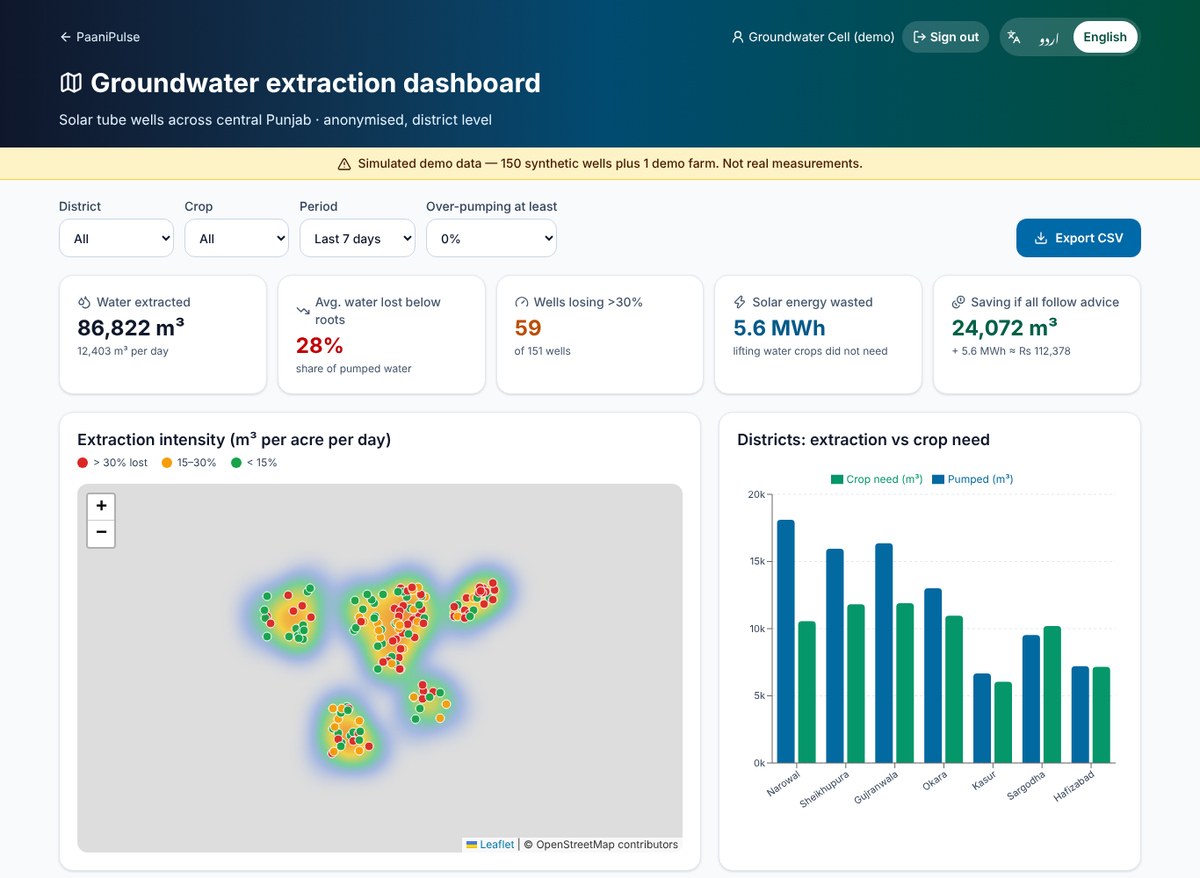 PaaniPulse
Groundwater Cell (demo)
Sign out
اردو
English
Groundwater extraction dashboard
Solar tube wells across central Punjab · anonymised, district level
Simulated demo data — 150 synthetic wells plus 1 demo farm. Not real measurements.
District
Crop
Period
Over-pumping at least
All
All
Last 7 days
0%
Export CSV
Water extracted
86,822 m³
12,403 m³ per day
Avg. water lost below
roots
28%
share of pumped water
Wells losing >30%
59
of 151 wells
Solar energy wasted
5.6 MWh
lifting water crops did not need
Saving if all follow advice
24,072 m³
+ 5.6 MWh ≈ Rs 112,378
Extraction intensity (m³ per acre per day)
> 30% lost
15–30%
< 15%
+
−
Leaflet | © OpenStreetMap contributors
Districts: extraction vs crop need
Crop need (m³)
Pumped (m³)
20k
15k
10k
5k
0k
Narowal
Sheikhupura
Gujranwala
Okara
Kasur
Sargodha
Hafizabad